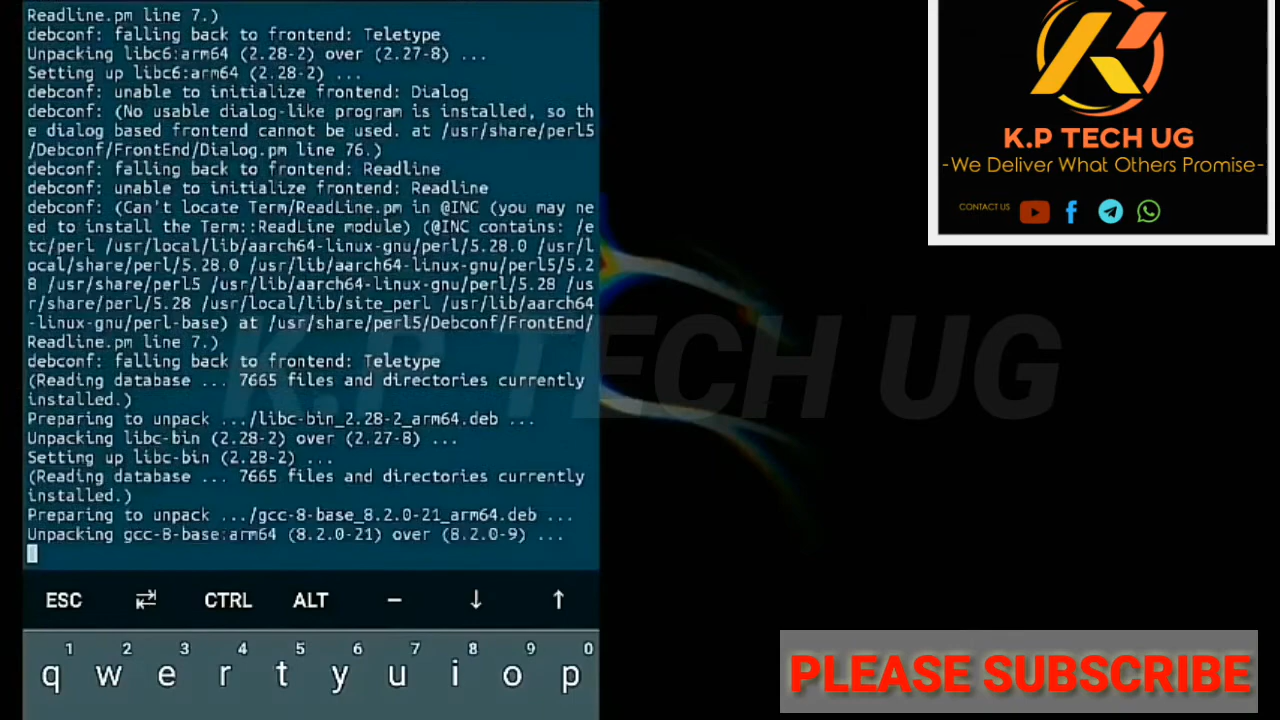 Readline.pm line 7.)
debconf: falling back to frontend: Teletype
Unpacking libc6:arm64 (2.28-2) over (2.27-8) ...
Setting up libc6:arm64 (2.28-2) ...
debconf: unable to initialize frontend: Dialog
debconf: (No usable dialog-like program is installed, so th
e dialog based frontend cannot be used. at /usr/share/perl5
/Debconf/FrontEnd/Dialog.pm line 76.)
debconf: falling back to frontend: Readline
debconf: unable to initialize frontend: Readline
debconf: (Can't locate Term/ReadLine.pm in @INC (you may ne
ed to install the Term::ReadLine module) (@INC contains: /e
tc/perl /usr/local/lib/aarch64-linux-gnu/perl/5.28.0 /usr/l
ocal/share/perl/5.28.0 /usr/lib/aarch64-linux-gnu/perl5/5.2
8 /usr/share/perl5 /usr/lib/aarch64-linux-gnu/perl/5.28 /us
r/share/perl/5.28 /usr/local/lib/site_perl /usr/lib/aarch64
-linux-gnu/perl-base) at /usr/share/perl5/Debconf/FrontEnd/
Readline.pm line 7.)
debconf: falling back to frontend: Teletype
(Reading database ... 7665 files and directories currently
installed.)
Preparing to unpack .../libc-bin_2.28-2_arm64.deb ...
Unpacking libc-bin (2.28-2) over (2.27-8) ...
Setting up libc-bin (2.28-2) ...
(Reading database ... 7665 files and directories currently
installed.)
Preparing to unpack .../gcc-8-base_8.2.0-21_arm64.deb ...
Unpacking gcc-8-base:arm64 (8.2.0-21) over (8.2.0-9) ...
ESC CTRL ALT – ↓ ↑
1 2 3 4 5 6 7 8 9 0
q w e r t y u i o p
K.P TECH UG
-We Deliver What Others Promise-
CONTACT US
K.P TECH UG
PLEASE SUBSCRIBE